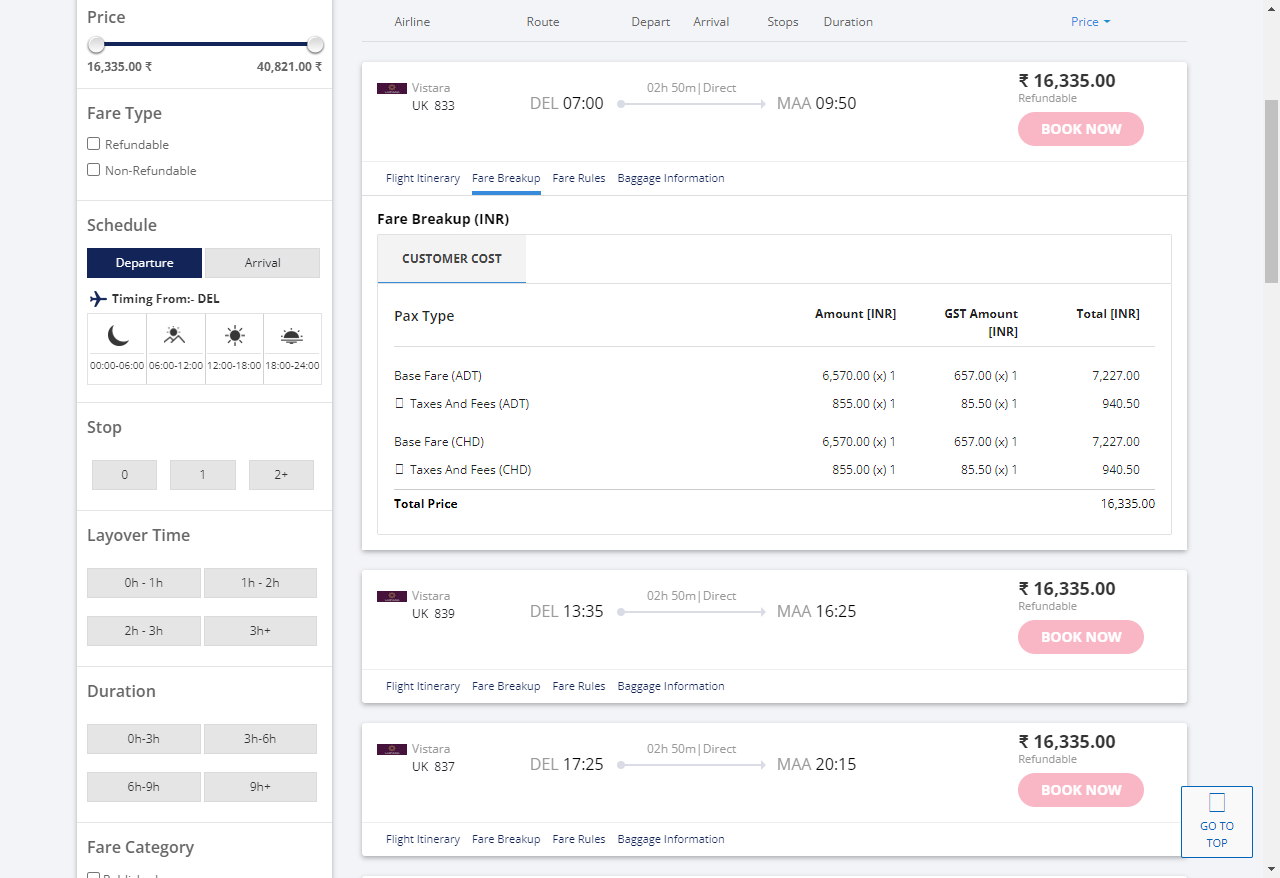 Price
16,335.00 ₹ 40,821.00 ₹
Fare Type
Refundable
Non-Refundable
Schedule
Departure Arrival
Timing From:- DEL
00:00-06:00 06:00-12:00 12:00-18:00 18:00-24:00
Stop
0 1 2+
Layover Time
0h - 1h 1h - 2h
2h - 3h 3h+
Duration
0h-3h 3h-6h
6h-9h 9h+
Fare Category
Airline Route Depart Arrival Stops Duration Price
Vistara
UK 833
DEL 07:00
02h 50m|Direct
MAA 09:50
₹ 16,335.00
Refundable
BOOK NOW
Flight Itinerary Fare Breakup Fare Rules Baggage Information
Fare Breakup (INR)
CUSTOMER COST
Pax Type Amount [INR] GST Amount [INR] Total [INR]
Base Fare (ADT) 6,570.00 (x) 1 657.00 (x) 1 7,227.00
Taxes And Fees (ADT) 855.00 (x) 1 85.50 (x) 1 940.50
Base Fare (CHD) 6,570.00 (x) 1 657.00 (x) 1 7,227.00
Taxes And Fees (CHD) 855.00 (x) 1 85.50 (x) 1 940.50
Total Price 16,335.00
Vistara
UK 839
DEL 13:35
02h 50m|Direct
MAA 16:25
₹ 16,335.00
Refundable
BOOK NOW
Flight Itinerary Fare Breakup Fare Rules Baggage Information
Vistara
UK 837
DEL 17:25
02h 50m|Direct
MAA 20:15
₹ 16,335.00
Refundable
BOOK NOW
Flight Itinerary Fare Breakup Fare Rules Baggage Information
GO TO
TOP